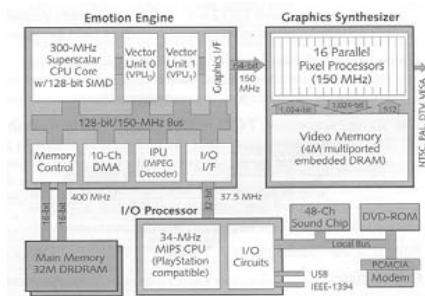 Emotion Engine
300-MHz
Superscalar
CPU Core
w/128-bit SIMD
Vector
Unit 0
(VPU0)
Vector
Unit 1
(VPU1)
Graphics I/F
128-bit/150-MHz Bus
Memory
Control
10-Ch
DMA
IPU
(MPEG
Decoder)
I/O
I/F
64-bit
150
MHz
Graphics Synthesizer
16 Parallel
Pixel Processors
(150 MHz)
1,024-bit
1,024-bit
512
Video Memory
(4M multiported
embedded DRAM)
NTSC, PAL, DTV, VESA
16-bit
16-bit
400 MHz
32-bit
37.5 MHz
Main Memory
32M DRDRAM
I/O Processor
34-MHz
MIPS CPU
(PlayStation
compatible)
I/O
Circuits
48-Ch
Sound Chip
DVD-ROM
Local Bus
PCMCIA
Modem
USB
IEEE-1394